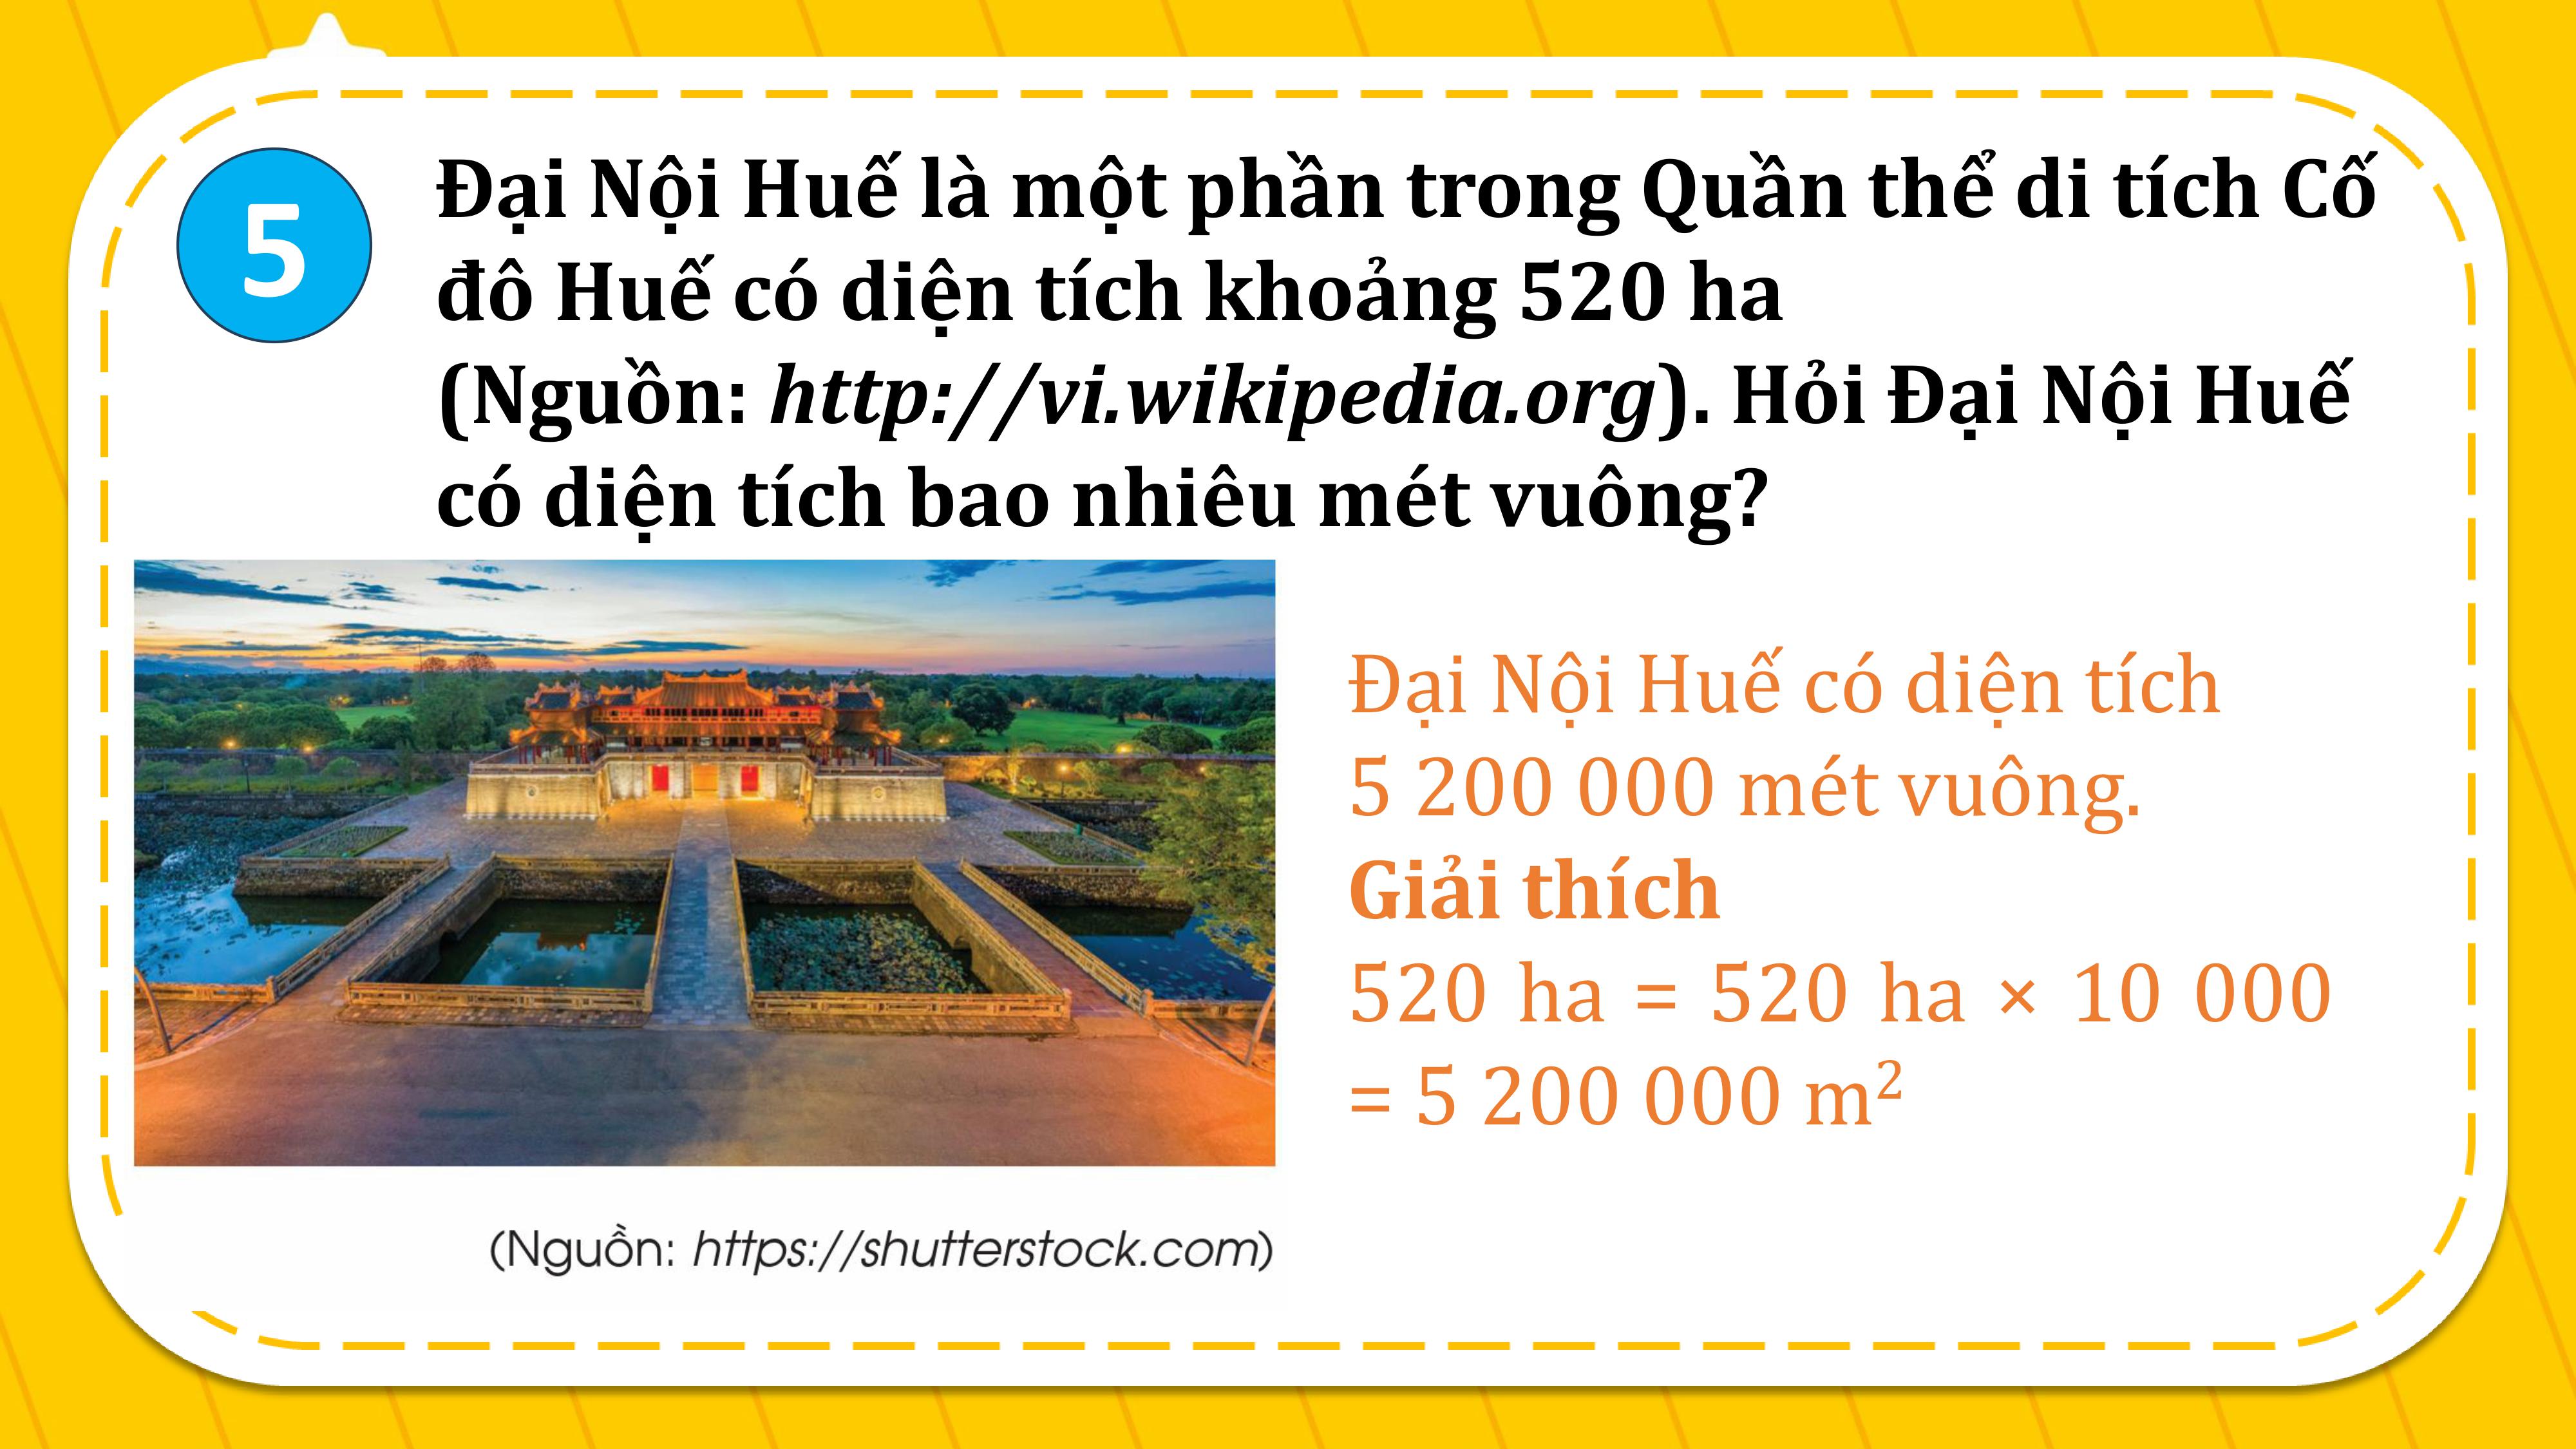 5
Đại Nội Huế là một phần trong Quần thể di tích Cố
đô Huế có diện tích khoảng 520 ha
(Nguồn: http://vi.wikipedia.org). Hỏi Đại Nội Huế
có diện tích bao nhiêu mét vuông?
Đại Nội Huế có diện tích
5 200 000 mét vuông.
Giải thích
520 ha = 520 ha × 10 000
= 5 200 000 m²
(Nguồn: https://shutterstock.com)